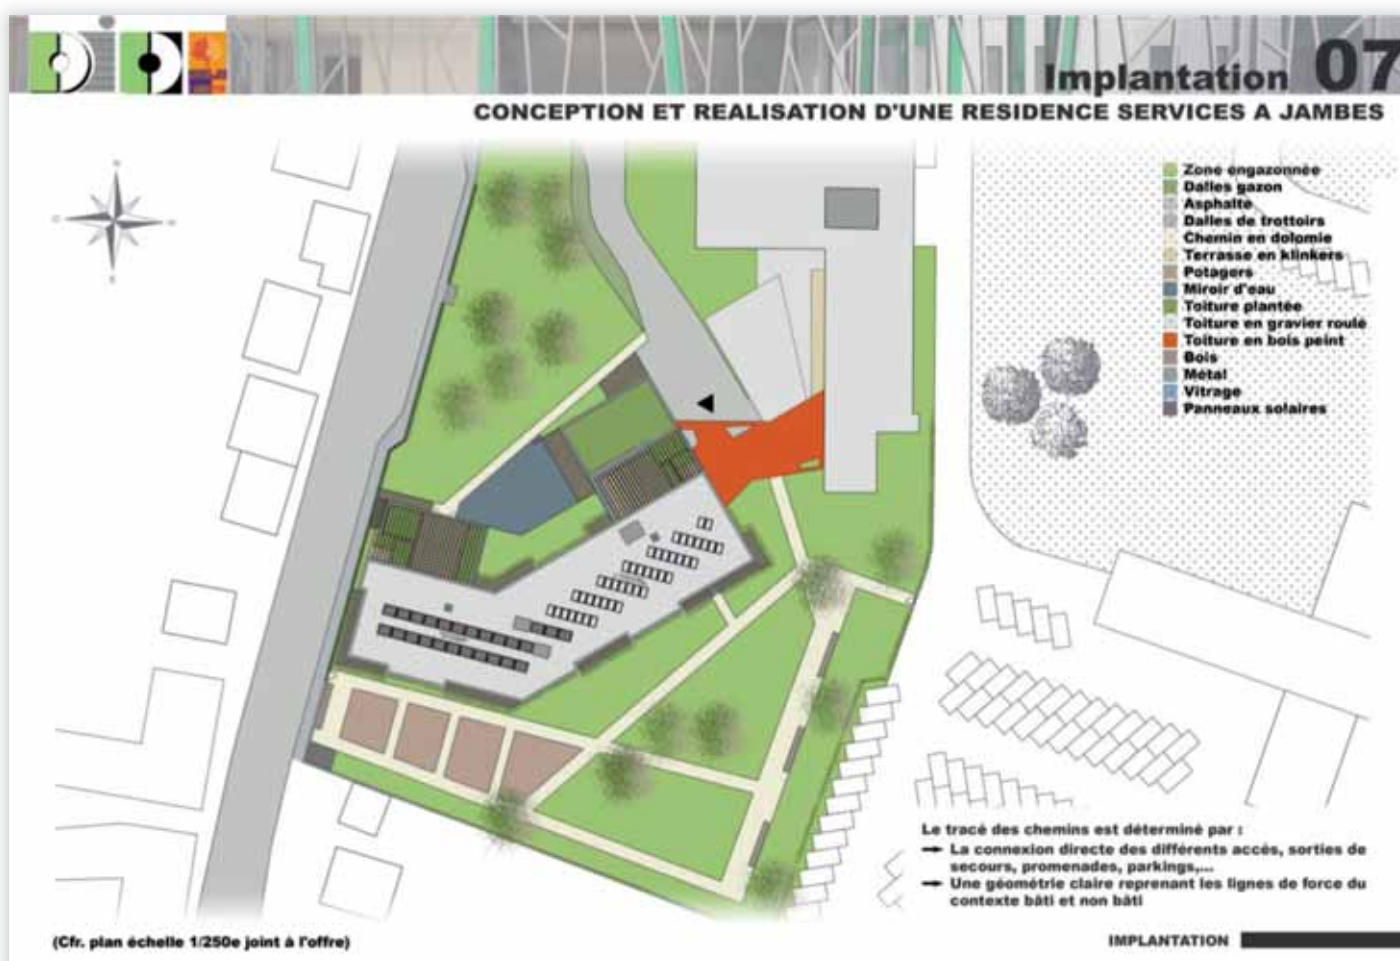 Implantation 07
CONCEPTION ET REALISATION D'UNE RESIDENCE SERVICES A JAMBES
Zone engazonnée
Dalles gazon
Asphalte
Dalles de trottoirs
Chemin en dolomie
Terrasse en klinkers
Potagers
Miroir d'eau
Toiture plantée
Toiture en gravier roulé
Toiture en bois peint
Bois
Métal
Vitrage
Panneaux solaires
Le tracé des chemins est déterminé par :
La connexion directe des différents accés, sorties de
secours, promenades, parkings,...
Une géométrie claire reprenant les lignes de force du
contexte bâti et non bâti
(Cfr. plan échelle 1/250e joint à l'offre)
IMPLANTATION